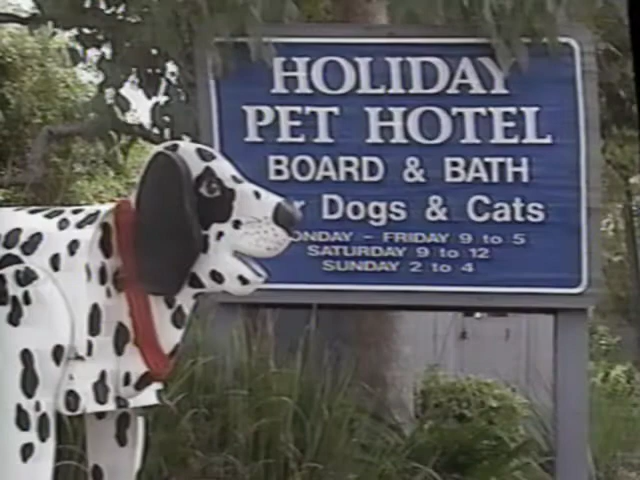 HOLIDAY
PET HOTEL
BOARD & BATH
r Dogs & Cats
ONDAY - FRIDAY 9 to 5
SATURDAY 9 to 12
SUNDAY 2 to 4